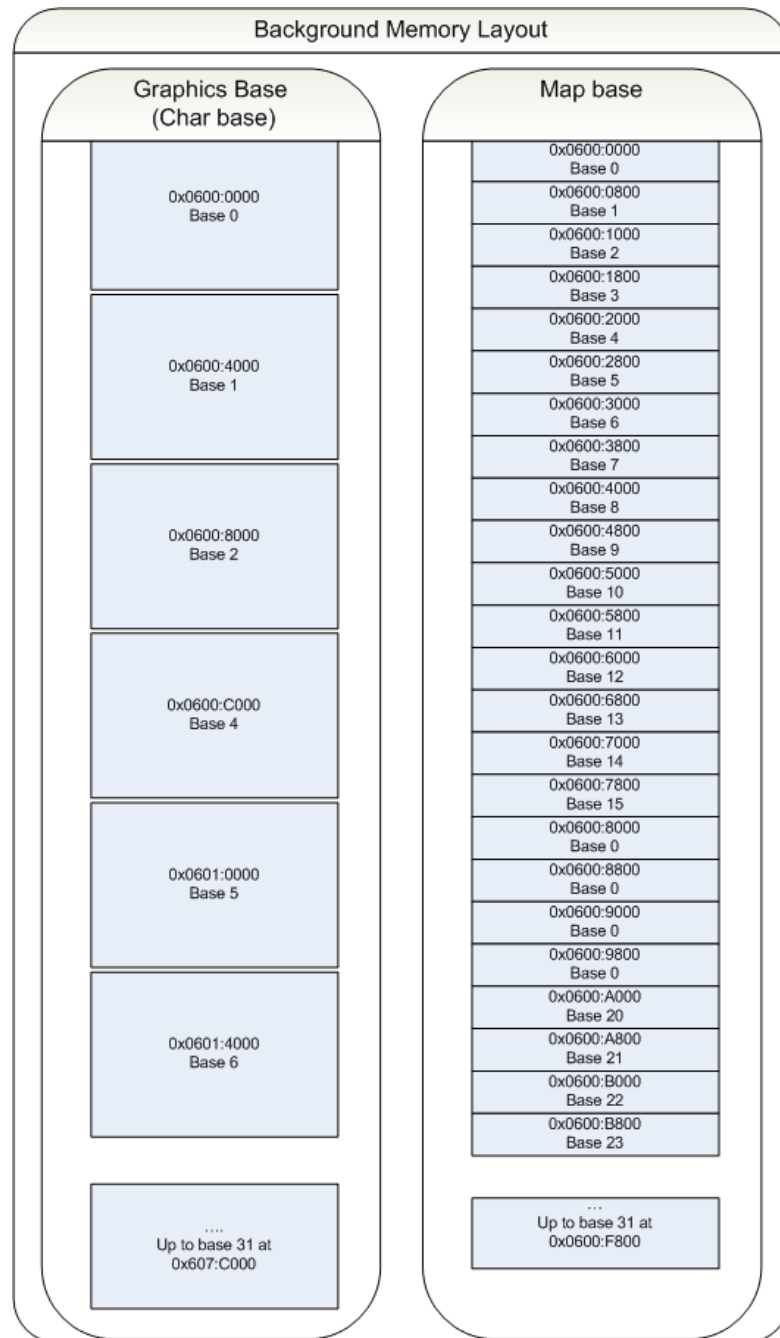 Background Memory Layout
Graphics Base
(Char base)
0x0600:0000
Base 0
0x0600:4000
Base 1
0x0600:8000
Base 2
0x0600:C000
Base 4
0x0601:0000
Base 5
0x0601:4000
Base 6
....
Up to base 31 at
0x607:C000
Map base
0x0600:0000
Base 0
0x0600:0800
Base 1
0x0600:1000
Base 2
0x0600:1800
Base 3
0x0600:2000
Base 4
0x0600:2800
Base 5
0x0600:3000
Base 6
0x0600:3800
Base 7
0x0600:4000
Base 8
0x0600:4800
Base 9
0x0600:5000
Base 10
0x0600:5800
Base 11
0x0600:6000
Base 12
0x0600:6800
Base 13
0x0600:7000
Base 14
0x0600:7800
Base 15
0x0600:8000
Base 0
0x0600:8800
Base 0
0x0600:9000
Base 0
0x0600:9800
Base 0
0x0600:A000
Base 20
0x0600:A800
Base 21
0x0600:B000
Base 22
0x0600:B800
Base 23
...
Up to base 31 at
0x0600:F800